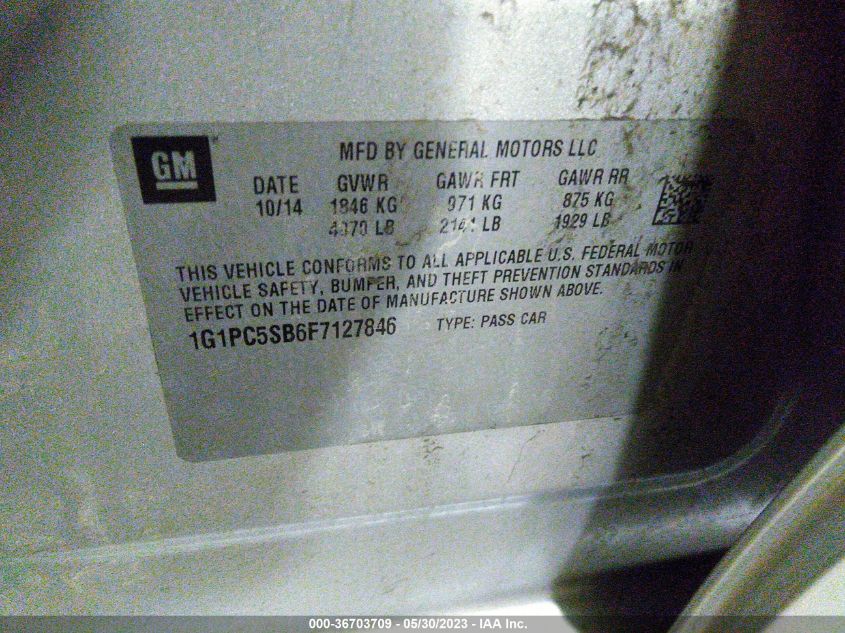 GM
MFD BY GENERAL MOTORS LLC
DATE GVWR GAWR FRT GAWR RR
10/14 1846 KG 971 KG 875 KG
4070 LB 2141 LB 1929 LB
THIS VEHICLE CONFORMS TO ALL APPLICABLE U.S. FEDERAL MOTOR
VEHICLE SAFETY, BUMPER, AND THEFT PREVENTION STANDARDS IN
EFFECT ON THE DATE OF MANUFACTURE SHOWN ABOVE.
1G1PC5SB6F7127846 TYPE: PASS CAR
000-36703709 - 05/30/2023 - IAA Inc.